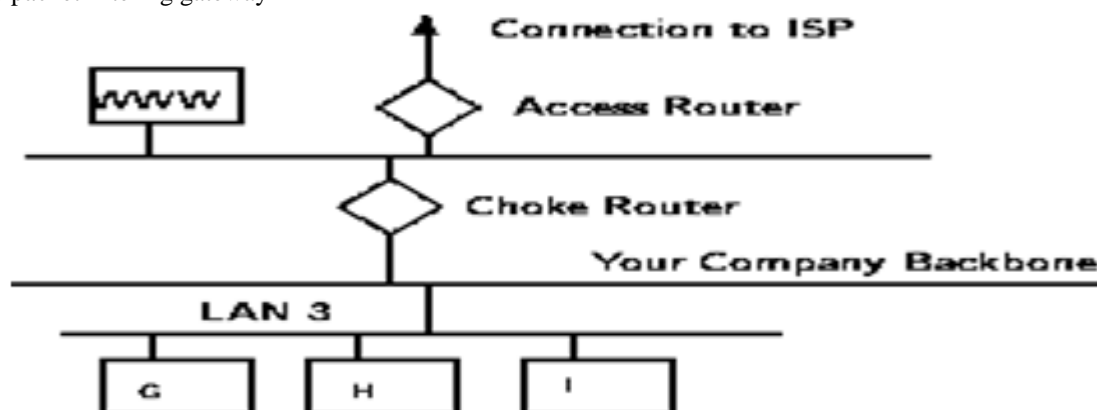 Connection to ISP
WWW
Access Router
Choke Router
Your Company Backbone
LAN 3
G H I